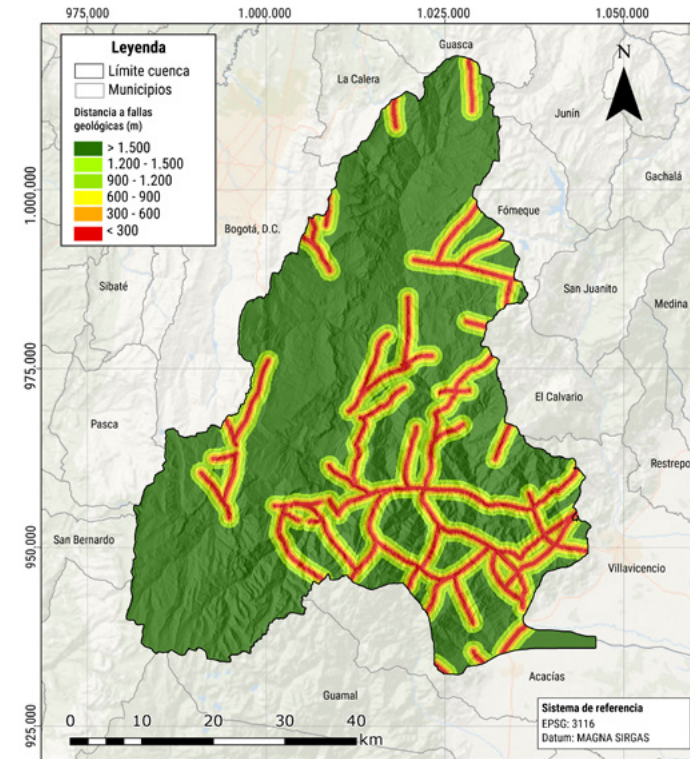 975.000 1.000.000 1.025.000 1.050.000
Leyenda
Límite cuenca
Municipios
Distancia a fallas
geológicas (m)
> 1.500
1.200 - 1.500
900 - 1.200
600 - 900
300 - 600
< 300
N
Guasca
La Calera
Junín
Gachalá
1.000.000
Bogotá, D.C.
Fómeque
Sibaté
San Juanito
Medina
975.000
Pasca
El Calvario
Restrepo
950.000
San Bernardo
Villavicencio
Acacías
Guamal
925.000
0 10 20 30 40
km
Sistema de referencia
EPSG: 3116
Datum: MAGNA SIRGAS